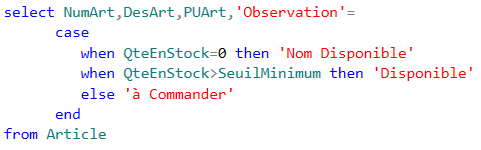 select NumArt,DesArt,PUArt,'Observation'=
case
when QteEnStock=0 then 'Nom Disponible'
when QteEnStock>SeuilMinimum then 'Disponible'
else 'à Commander'
end
from Article